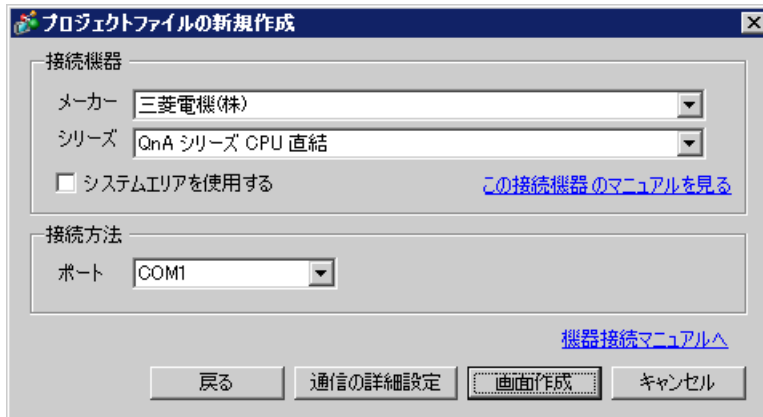 プロジェクトファイルの新規作成
接続機器
メーカー 三菱電機(株)
シリーズ QnA シリーズ CPU 直結
システムエリアを使用する この接続機器のマニュアルを見る
接続方法
ポート COM1
機器接続マニュアルへ
戻る 通信の詳細設定 画面作成 キャンセル